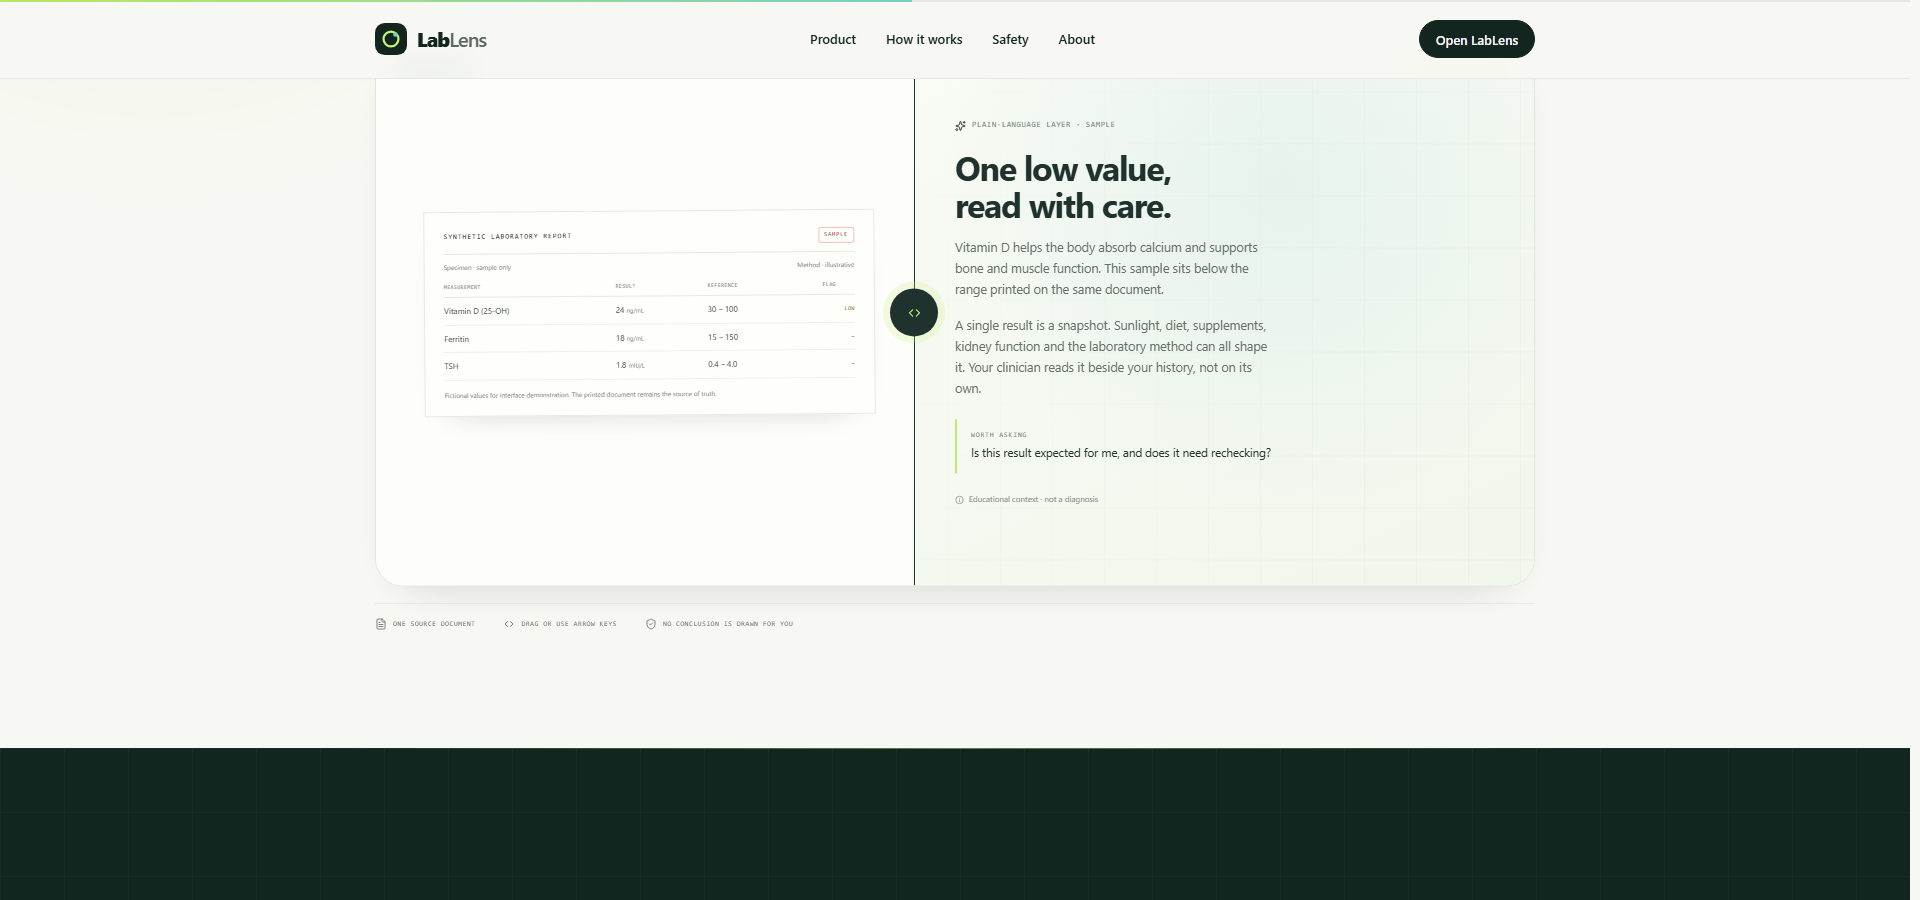 LabLens
Product
How it works
Safety
About
Open LabLens
SYNTHETIC LABORATORY REPORT
SAMPLE
Specimen · sample only
Method · illustrative
MEASUREMENT RESULT REFERENCE FLAG
Vitamin D (25-OH) 24 ng/mL 30 – 100 LOW
Ferritin 18 ng/mL 15 – 150 –
TSH 1.8 mIU/L 0.4 – 4.0 –
Fictional values for interface demonstration. The printed document remains the source of truth.
PLAIN-LANGUAGE LAYER · SAMPLE
One low value,
read with care.
Vitamin D helps the body absorb calcium and supports
bone and muscle function. This sample sits below the
range printed on the same document.
A single result is a snapshot. Sunlight, diet, supplements,
kidney function and the laboratory method can all shape
it. Your clinician reads it beside your history, not on its
own.
WORTH ASKING
Is this result expected for me, and does it need rechecking?
Educational context · not a diagnosis
ONE SOURCE DOCUMENT
DRAG OR USE ARROW KEYS
NO CONCLUSION IS DRAWN FOR YOU